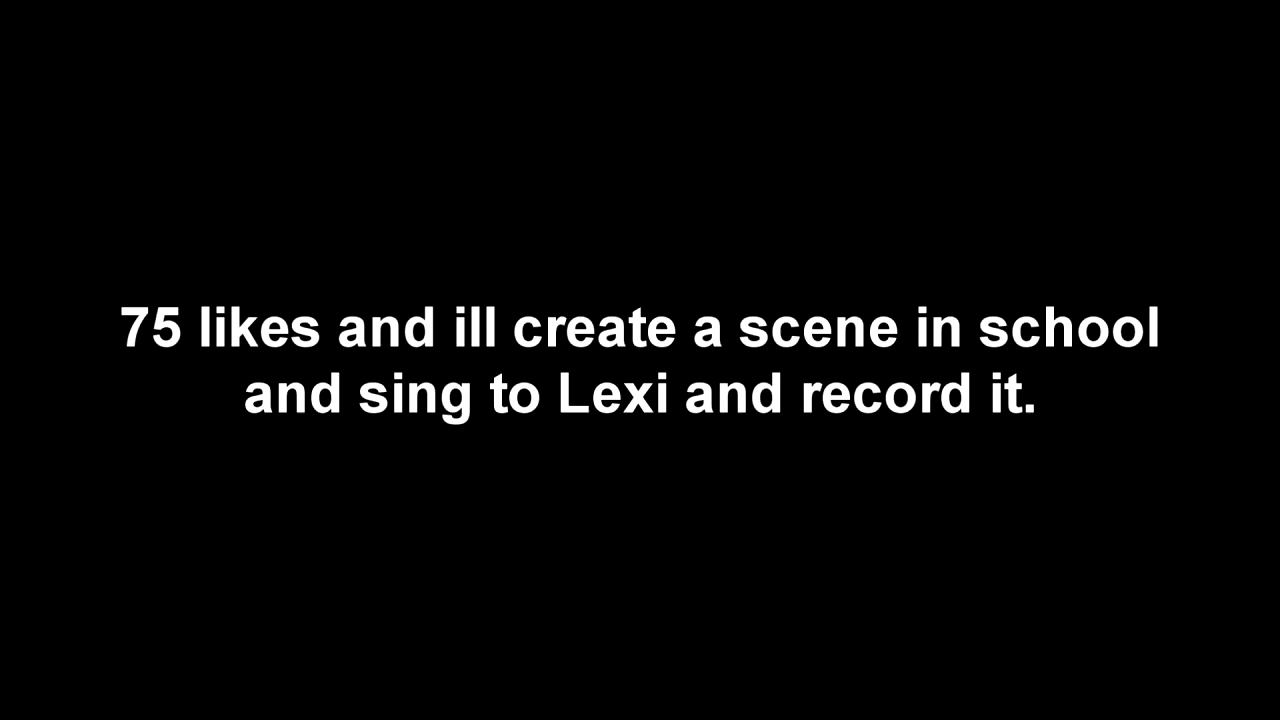 75 likes and ill create a scene in school
and sing to Lexi and record it.